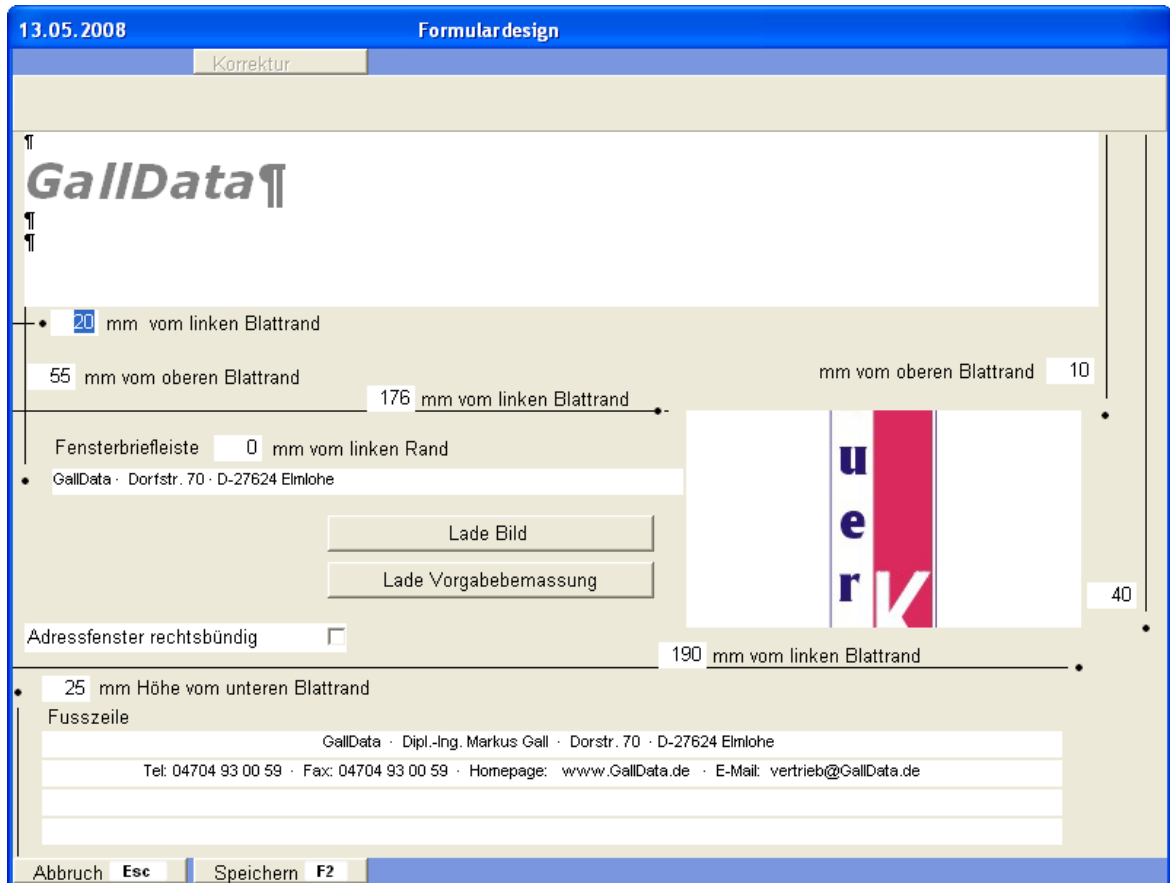 13.05.2008 Formulardesign
Korrektur
¶
GallData¶
¶
¶
20 mm vom linken Blattrand
55 mm vom oberen Blattrand
mm vom oberen Blattrand 10
176 mm vom linken Blattrand
Fensterbriefleiste 0 mm vom linken Rand
GallData · Dorfstr. 70 · D-27624 Elmlohe
u
e
r
K
Lade Bild
Lade Vorgabebemassung
40
Adressfenster rechtsbündig
190 mm vom linken Blattrand
25 mm Höhe vom unteren Blattrand
Fusszeile
GallData · Dipl.-Ing. Markus Gall · Dorstr. 70 · D-27624 Elmlohe
Tel: 04704 93 00 59 · Fax: 04704 93 00 59 · Homepage: www.GallData.de · E-Mail: vertrieb@GallData.de
Abbruch Esc Speichern F2